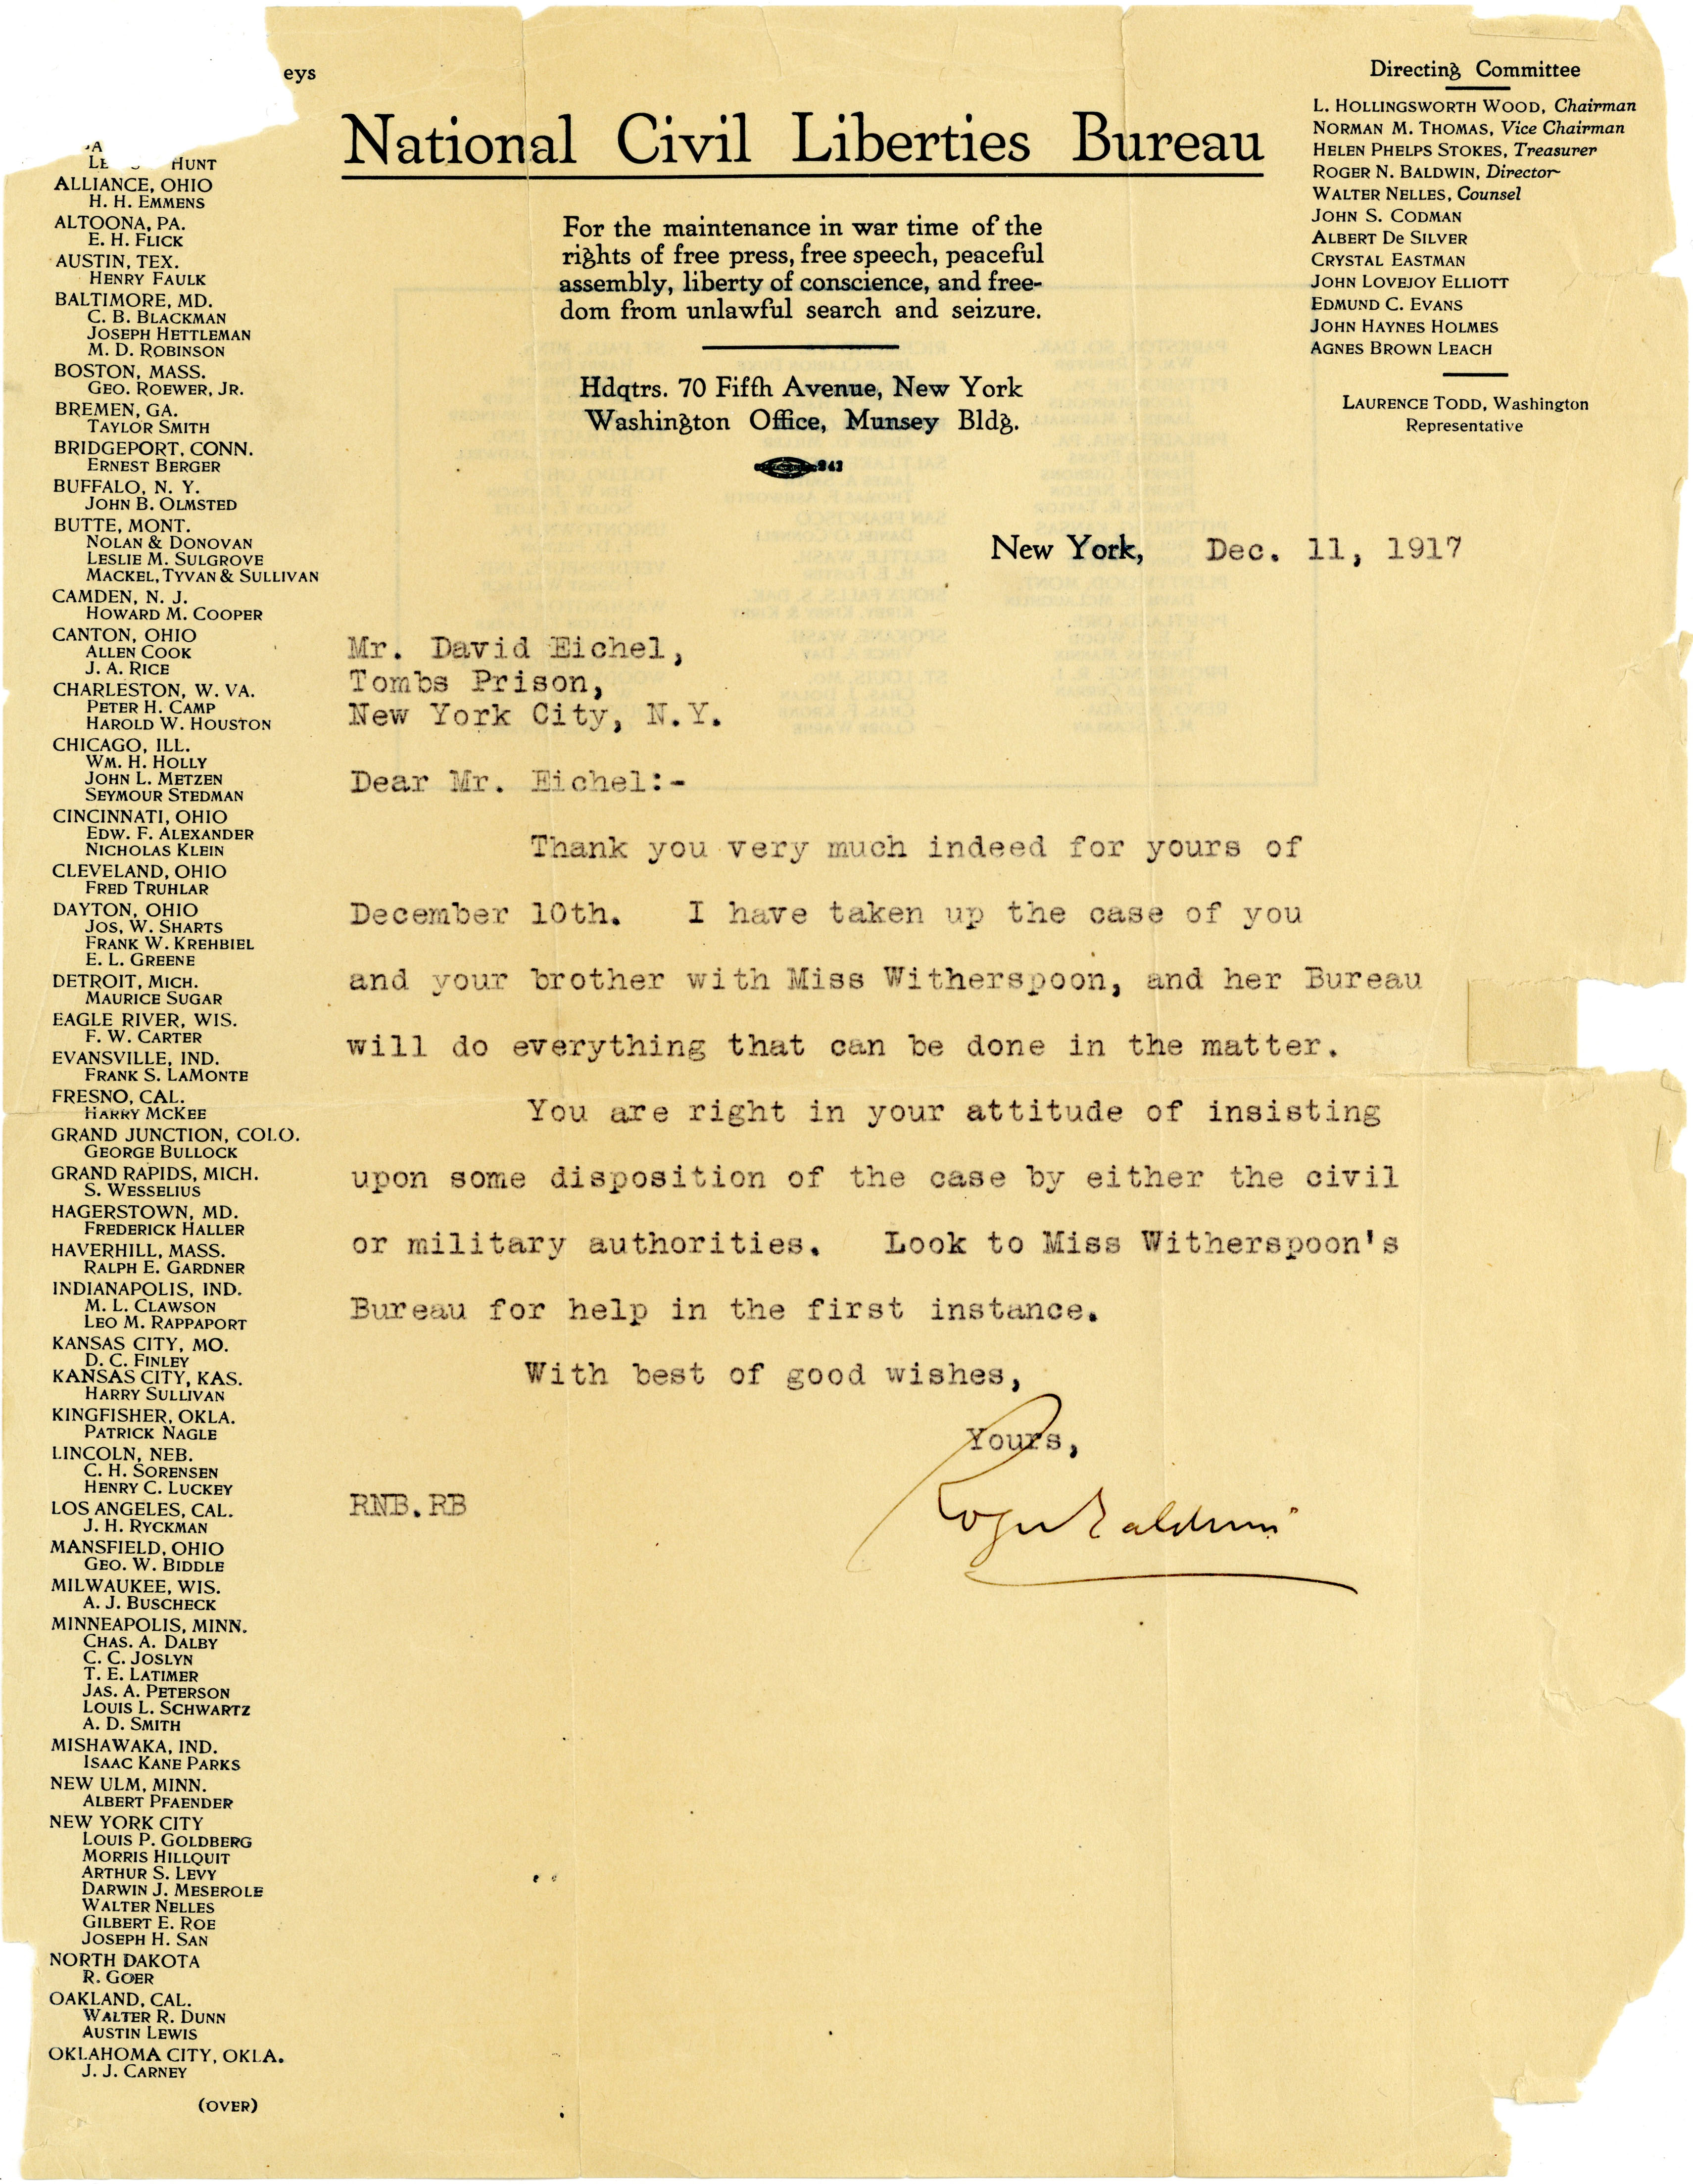 eys
HUNT
ALLIANCE, OHIO
H. H. EMMENS
ALTOONA, PA.
E. H. FLICK
AUSTIN, TEX.
HENRY FAULK
BALTIMORE, MD.
C. B. BLACKMAN
JOSEPH HETTLEMAN
M. D. ROBINSON
BOSTON, MASS.
GEO. ROEWER, JR.
BREMEN, GA.
TAYLOR SMITH
BRIDGEPORT, CONN.
ERNEST BERGER
BUFFALO, N. Y.
JOHN B. OLMSTED
BUTTE, MONT.
NOLAN & DONOVAN
LESLIE M. SULGROVE
MACKEL, TYVAN & SULLIVAN
CAMDEN, N. J.
HOWARD M. COOPER
CANTON, OHIO
ALLEN COOK
J. A. RICE
CHARLESTON, W. VA.
PETER H. CAMP
HAROLD W. HOUSTON
CHICAGO, ILL.
WM. H. HOLLY
JOHN L. METZEN
SEYMOUR STEDMAN
CINCINNATI, OHIO
EDW. F. ALEXANDER
NICHOLAS KLEIN
CLEVELAND, OHIO
FRED TRUHLAR
DAYTON, OHIO
JOS, W. SHARTS
FRANK W. KREHBIEL
E. L. GREENE
DETROIT, MICH.
MAURICE SUGAR
EAGLE RIVER, WIS.
F. W. CARTER
EVANSVILLE, IND.
FRANK S. LAMONTE
FRESNO, CAL.
HARRY MCKEE
GRAND JUNCTION, COLO.
GEORGE BULLOCK
GRAND RAPIDS, MICH.
S. WESSELIUS
HAGERSTOWN, MD.
FREDERICK HALLER
HAVERHILL, MASS.
RALPH E. GARDNER
INDIANAPOLIS, IND.
M. L. CLAWSON
LEO M. RAPPAPORT
KANSAS CITY, MO.
D. C. FINLEY
KANSAS CITY, KAS.
HARRY SULLIVAN
KINGFISHER, OKLA.
PATRICK NAGLE
LINCOLN, NEB.
C. H. SORENSEN
HENRY C. LUCKEY
LOS ANGELES, CAL.
J. H. RYCKMAN
MANSFIELD, OHIO
GEO. W. BIDDLE
MILWAUKEE, WIS.
A. J. BUSCHECK
MINNEAPOLIS, MINN.
CHAS. A. DALBY
C. C. JOSLYN
T. E. LATIMER
JAS. A. PETERSON
LOUIS L. SCHWARTZ
A. D. SMITH
MISHAWAKA, IND.
ISAAC KANE PARKS
NEW ULM, MINN.
ALBERT PFAENDER
NEW YORK CITY
LOUIS P. GOLDBERG
MORRIS HILLQUIT
ARTHUR S. LEVY
DARWIN J. MESEROLE
WALTER NELLES
GILBERT E. ROE
JOSEPH H. SAN
NORTH DAKOTA
R. GOER
OAKLAND, CAL.
WALTER R. DUNN
AUSTIN LEWIS
OKLAHOMA CITY, OKLA.
J. J. CARNEY
(OVER)
National Civil Liberties Bureau
For the maintenance in war time of the
rights of free press, free speech, peaceful
assembly, liberty of conscience, and free-
dom from unlawful search and seizure.
Hdqtrs. 70 Fifth Avenue, New York
Washington Office, Munsey Bldg.
Directing Committee
L. HOLLINGSWORTH WOOD, Chairman
NORMAN M. THOMAS, Vice Chairman
HELEN PHELPS STOKES, Treasurer
ROGER N. BALDWIN, Director
WALTER NELLES, Counsel
JOHN S. CODMAN
ALBERT De SILVER
CRYSTAL EASTMAN
JOHN LOVEJOY ELLIOTT
EDMUND C. EVANS
JOHN HAYNES HOLMES
AGNES BROWN LEACH
LAURENCE TODD, Washington
Representative
New York, Dec. 11, 1917
Mr. David Eichel,
Tombs Prison,
New York City, N.Y.
Dear Mr. Eichel:-
Thank you very much indeed for yours of
December 10th. I have taken up the case of you
and your brother with Miss Witherspoon, and her Bureau
will do everything that can be done in the matter.
You are right in your attitude of insisting
upon some disposition of the case by either the civil
or military authorities. Look to Miss Witherspoon's
Bureau for help in the first instance.
With best of good wishes,
Yours,
Roger Baldwin
RNB.RB